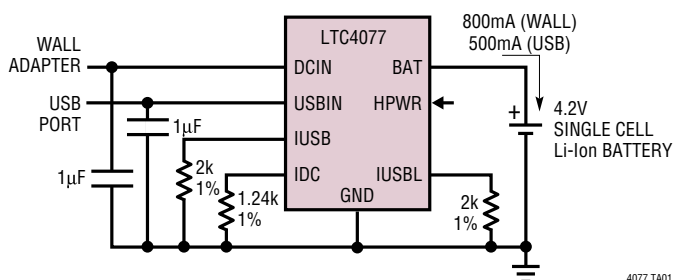 800mA (WALL)
500mA (USB)
LTC4077
WALL
ADAPTER
DCIN
BAT
USB
PORT
USBIN
HPWR
+
4.2V
SINGLE CELL
Li-Ion BATTERY
1µF
IUSB
1µF
2k
1%
IDC
1.24k
1%
IUSBL
GND
2k
1%
4077 TA01